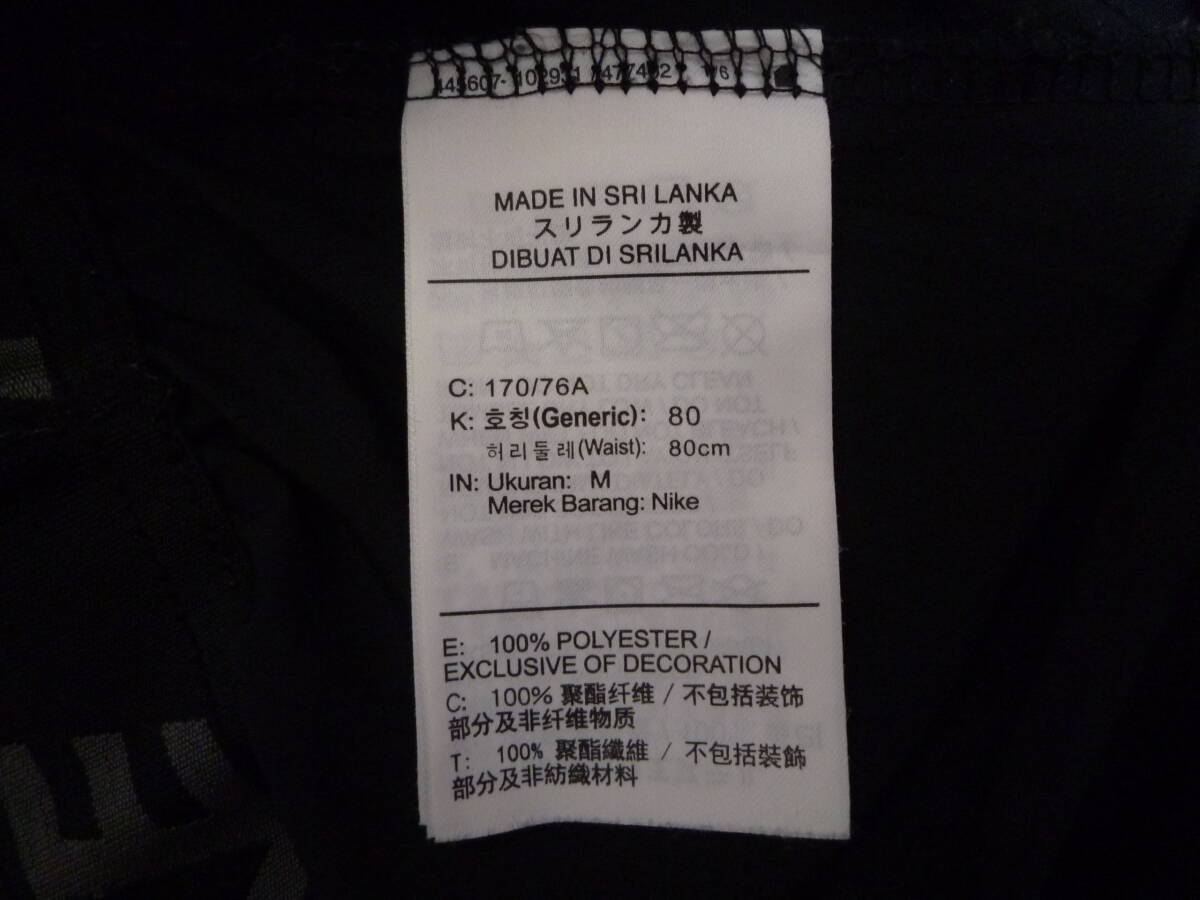 MADE IN SRI LANKA
スリランカ製
DIBUAT DI SRILANKA
C: 170/76A
K: 호칭(Generic): 80
허리둘레(Waist): 80cm
IN: Ukuran: M
Merek Barang: Nike
E: 100% POLYESTER /
EXCLUSIVE OF DECORATION
C: 100% 聚酯纤维 / 不包括装饰
部分及非纤维物质
T: 100% 聚酯纖維 / 不包括裝飾
部分及非紡織材料